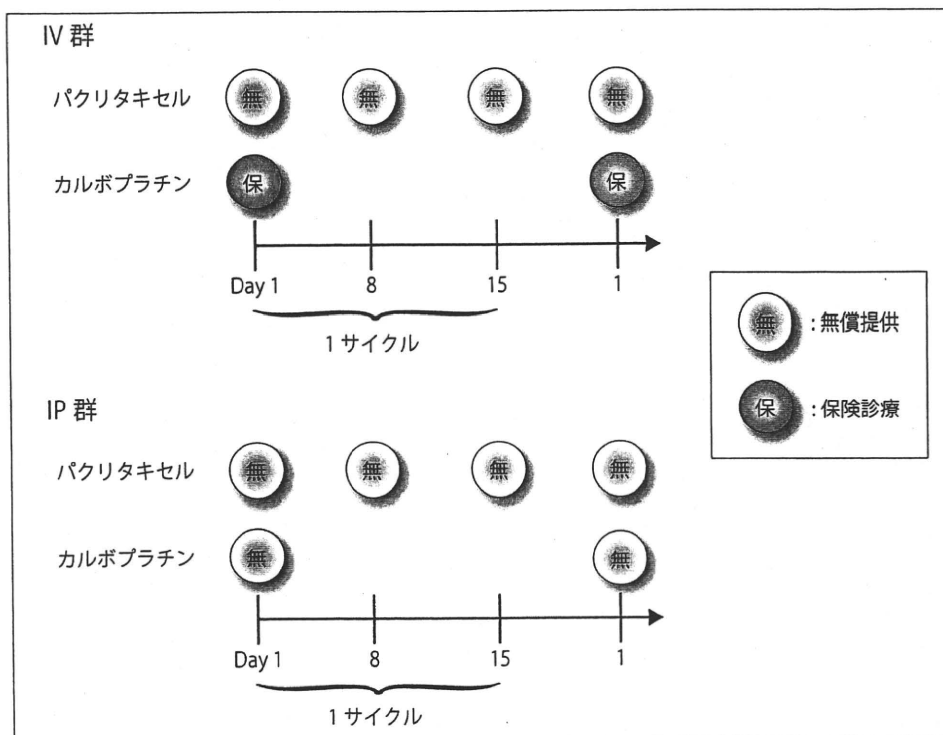 IV 群
パクリタキセル 無 無 無 無
カルボプラチン 保 保
Day 1 8 15 1
1 サイクル
無 : 無償提供
保 : 保険診療
IP 群
パクリタキセル 無 無 無 無
カルボプラチン 無 無
Day 1 8 15 1
1 サイクル